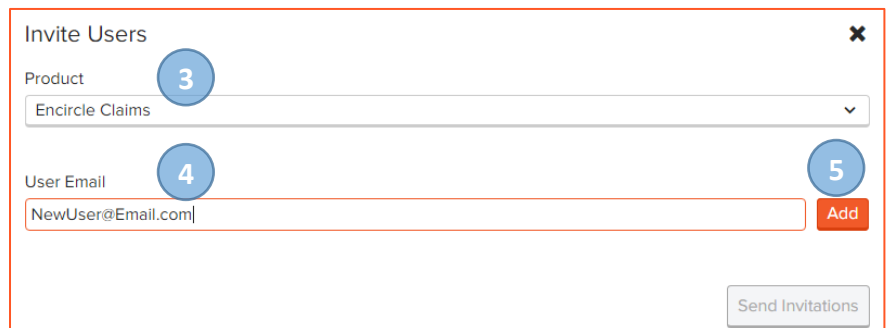 Invite Users
Product
3
Encircle Claims
4
User Email
5
NewUser@Email.com
Add
Send Invitations